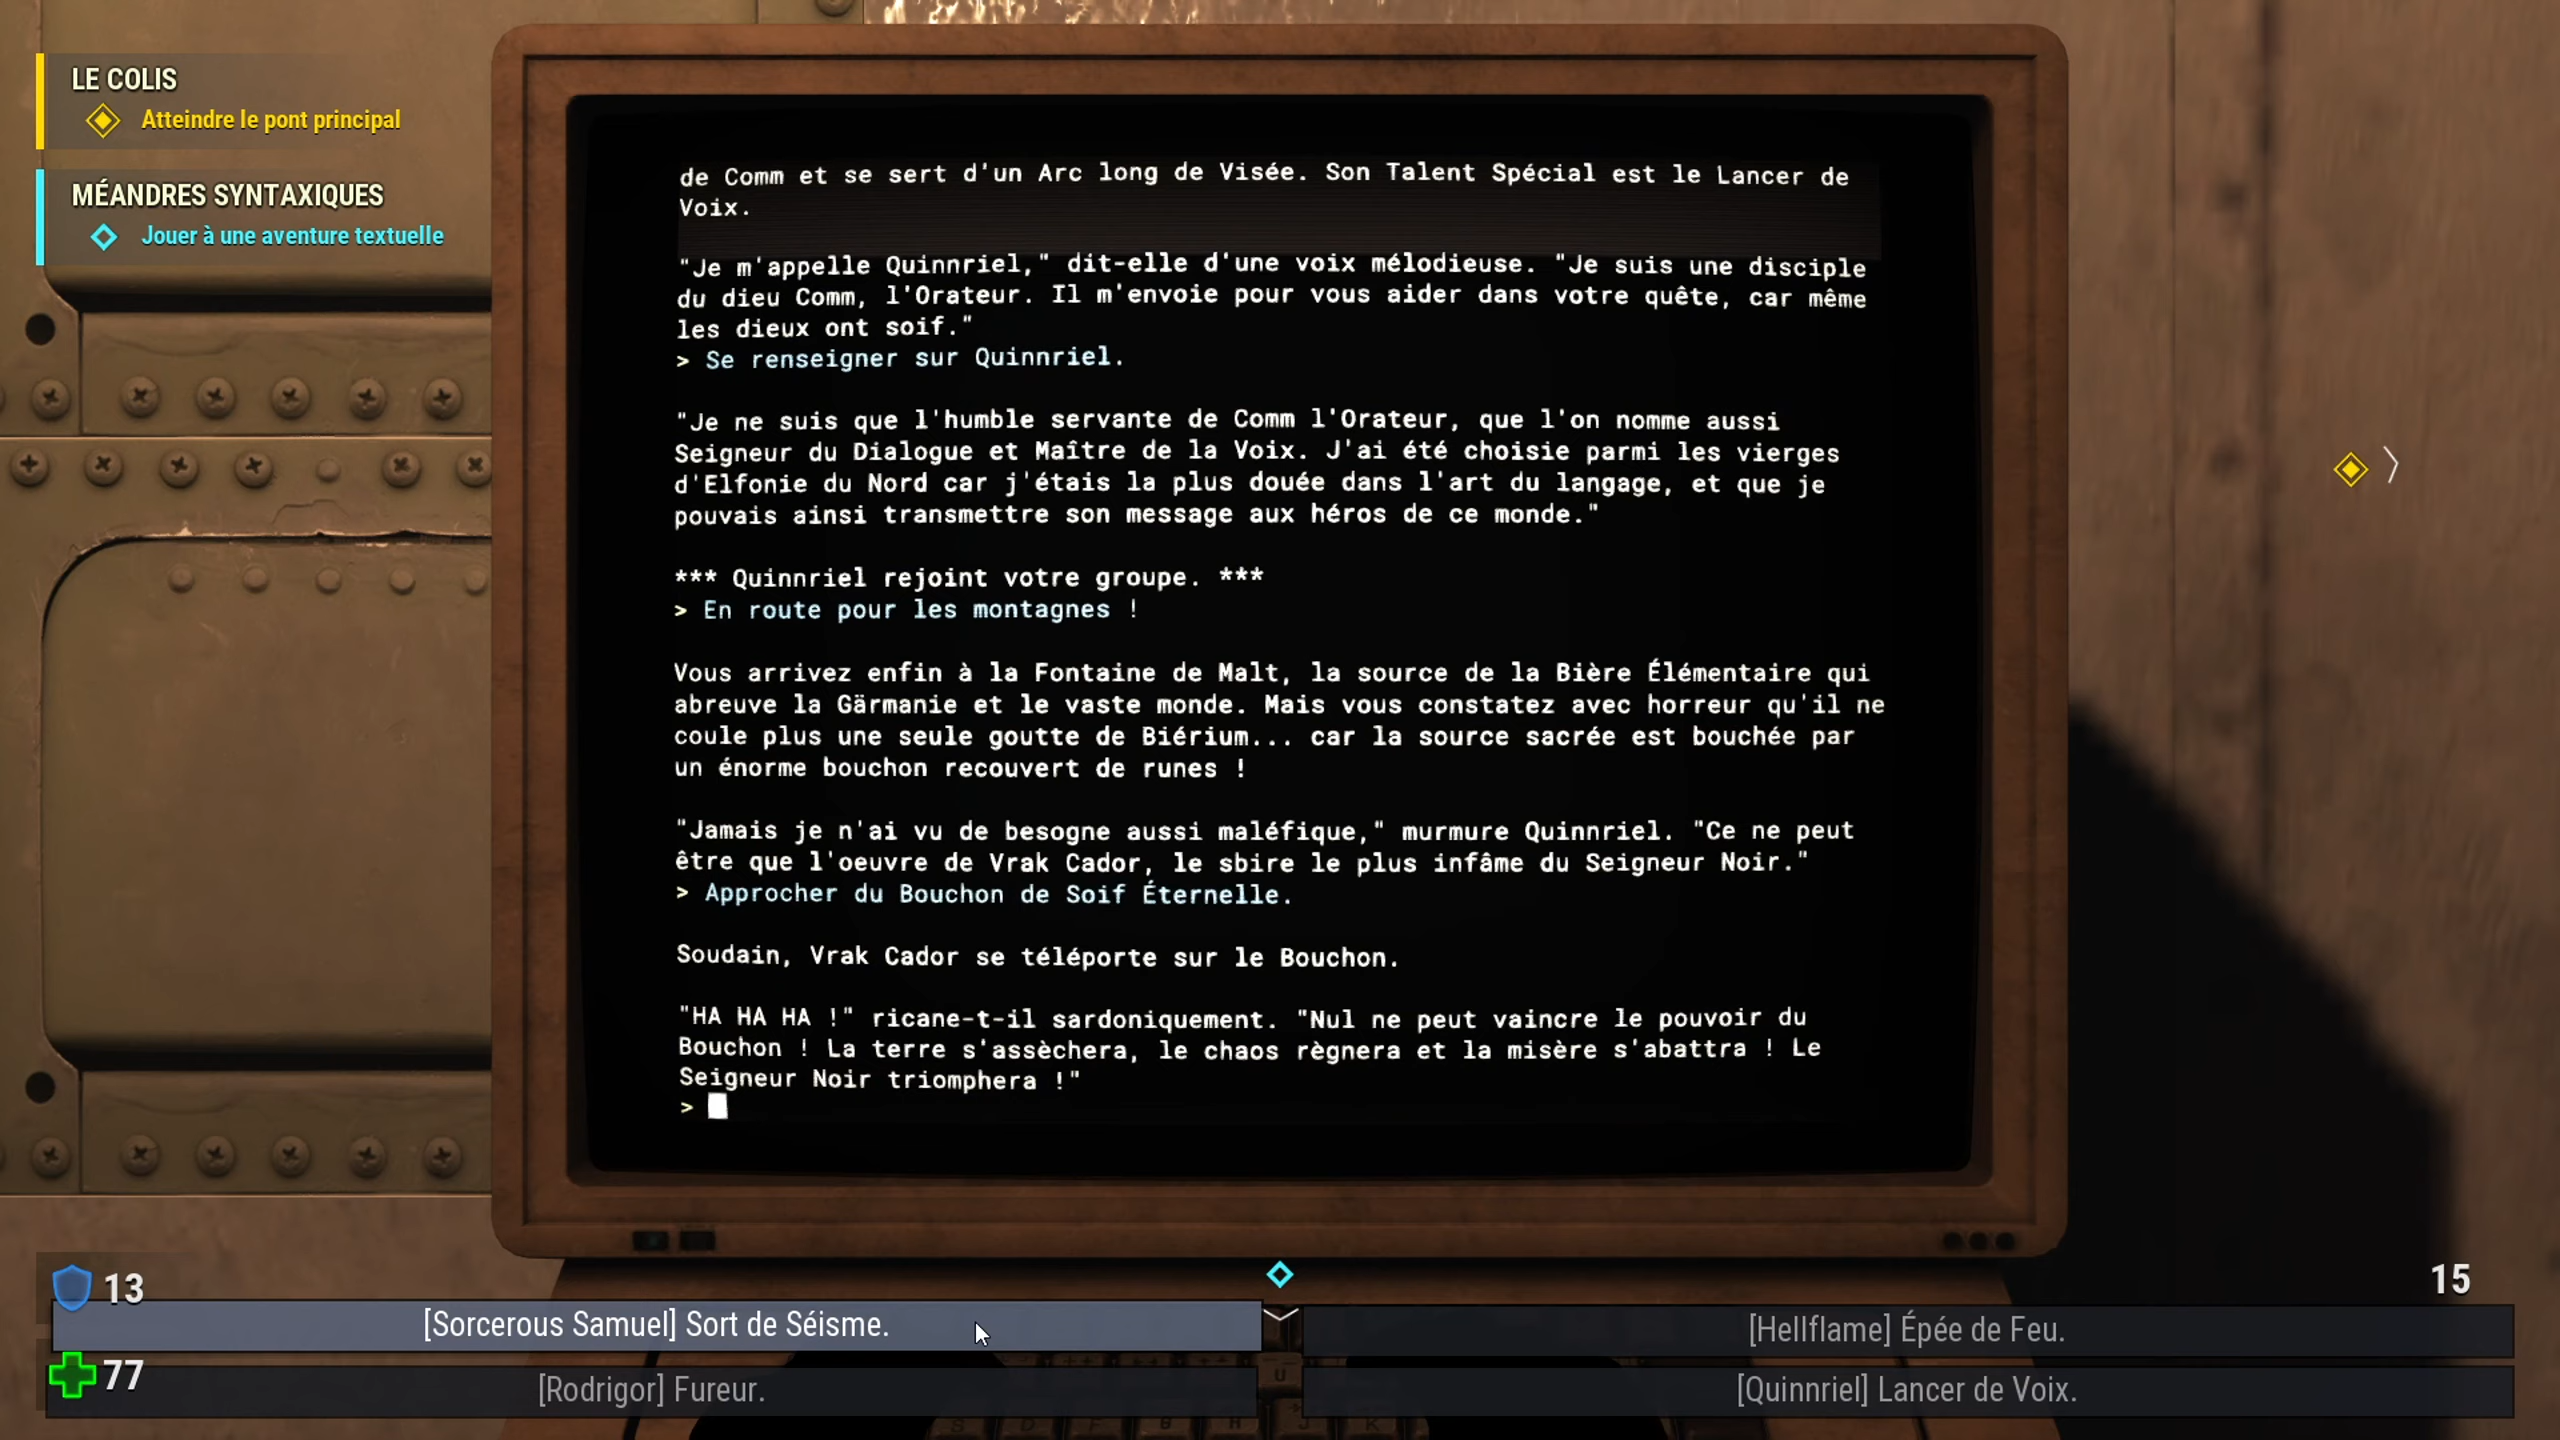 LE COLIS
Atteindre le pont principal
MÉANDRES SYNTAXIQUES
Jouer à une aventure textuelle
de Comm et se sert d'un Arc long de Visée. Son Talent Spécial est le Lancer de
Voix.
"Je m'appelle Quinnriel," dit-elle d'une voix mélodieuse. "Je suis une disciple
du dieu Comm, l'Orateur. Il m'envoie pour vous aider dans votre quête, car même
les dieux ont soif."
> Se renseigner sur Quinnriel.
"Je ne suis que l'humble servante de Comm l'Orateur, que l'on nomme aussi
Seigneur du Dialogue et Maître de la Voix. J'ai été choisie parmi les vierges
d'Elfonie du Nord car j'étais la plus douée dans l'art du langage, et que je
pouvais ainsi transmettre son message aux héros de ce monde."
*** Quinnriel rejoint votre groupe. ***
> En route pour les montagnes !
Vous arrivez enfin à la Fontaine de Malt, la source de la Bière Élémentaire qui
abreuve la Gärmanie et le vaste monde. Mais vous constatez avec horreur qu'il ne
coule plus une seule goutte de Biérium... car la source sacrée est bouchée par
un énorme bouchon recouvert de runes !
"Jamais je n'ai vu de besogne aussi maléfique," murmure Quinnriel. "Ce ne peut
être que l'oeuvre de Vrak Cador, le sbire le plus infâme du Seigneur Noir."
> Approcher du Bouchon de Soif Éternelle.
Soudain, Vrak Cador se téléporte sur le Bouchon.
"HA HA HA !" ricane-t-il sardoniquement. "Nul ne peut vaincre le pouvoir du
Bouchon ! La terre s'assèchera, le chaos règnera et la misère s'abattra ! Le
Seigneur Noir triomphera !"
>
13
15
[Sorcerous Samuel] Sort de Séisme.
[Hellflame] Épée de Feu.
77
[Rodrigor] Fureur.
[Quinnriel] Lancer de Voix.